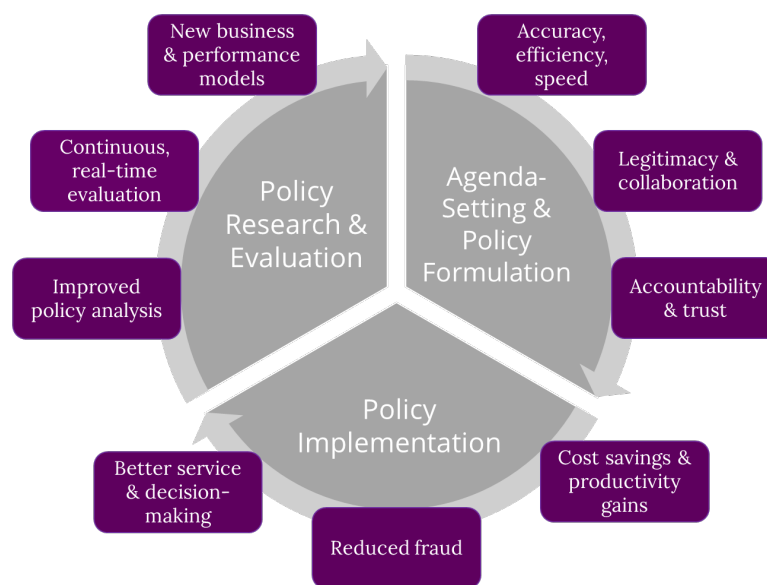 New business
& performance
models
Accuracy,
efficiency,
speed
Continuous,
real-time
evaluation
Legitimacy &
collaboration
Policy
Research &
Evaluation
Agenda-
Setting &
Policy
Formulation
Improved
policy analysis
Accountability
& trust
Policy
Implementation
Better service
& decision-
making
Cost savings &
productivity
gains
Reduced fraud